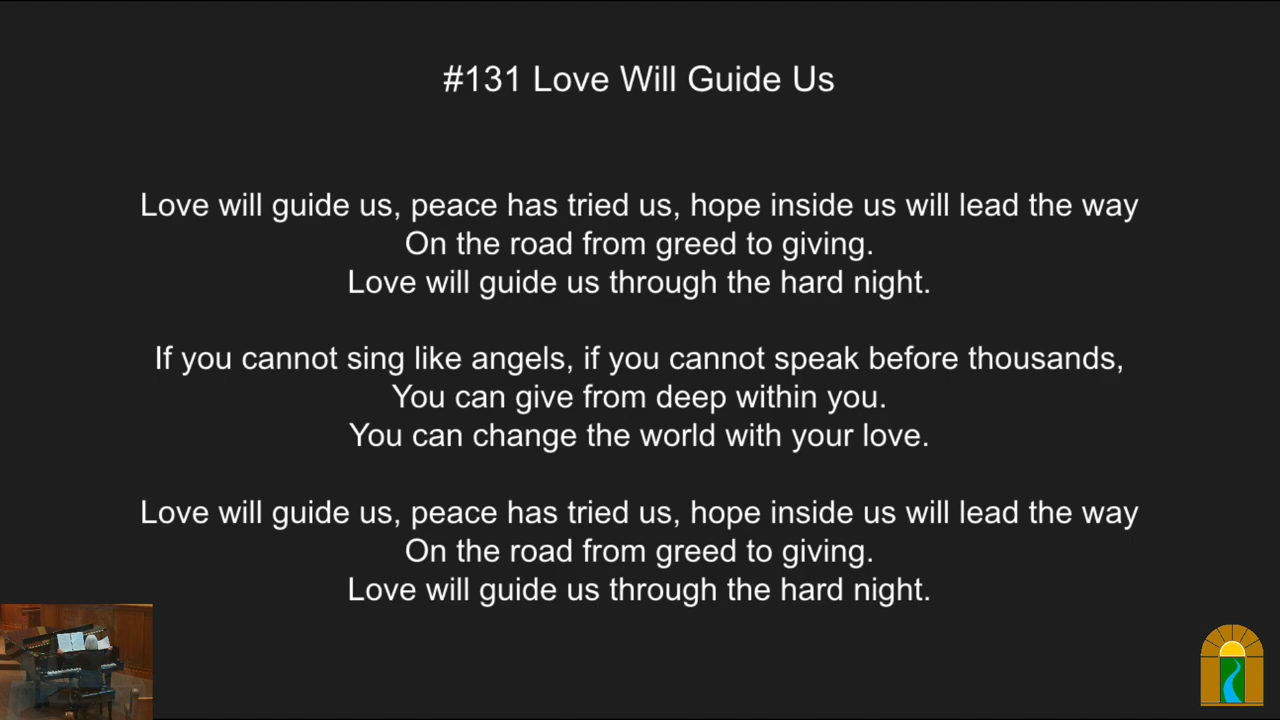 #131 Love Will Guide Us
Love will guide us, peace has tried us, hope inside us will lead the way
On the road from greed to giving.
Love will guide us through the hard night.
If you cannot sing like angels, if you cannot speak before thousands,
You can give from deep within you.
You can change the world with your love.
Love will guide us, peace has tried us, hope inside us will lead the way
On the road from greed to giving.
Love will guide us through the hard night.